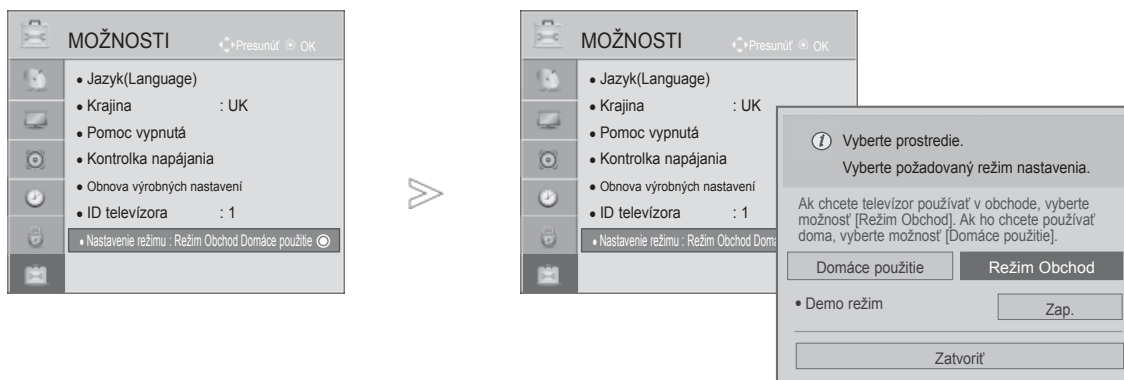 MOŽNOSTI
Presunúť OK
• Jazyk(Language)
• Krajina : UK
• Pomoc vypnutá
• Kontrolka napájania
• Obnova výrobných nastavení
• ID televízora : 1
• Nastavenie režimu : Režim Obchod Domáce použitie
MOŽNOSTI
Presunúť OK
• Jazyk(Language)
• Krajina : UK
• Pomoc vypnutá
• Kontrolka napájania
• Obnova výrobných nastavení
• ID televízora : 1
• Nastavenie režimu : Režim Obchod Domá
i Vyberte prostredie.
Vyberte požadovaný režim nastavenia.
Ak chcete televízor používať v obchode, vyberte
možnosť [Režim Obchod]. Ak ho chcete používať
doma, vyberte možnosť [Domáce použitie].
Domáce použitie Režim Obchod
• Demo režim Zap.
Zatvoriť